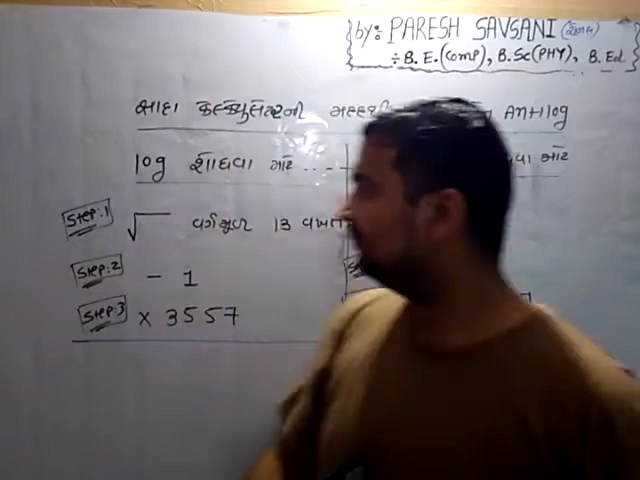 by: PARESH SAVSANI
÷ B. E. (comp), B. Sc (PHY), B. Ed
સાદા કેલ્ક્યુલેટરની મદદથી Antilog
log શોધવા માટે ....
વા માટે
Step:1 √ વર્ગમૂળ 13 વખત
Step:2 - 1
Step:3 × 3557